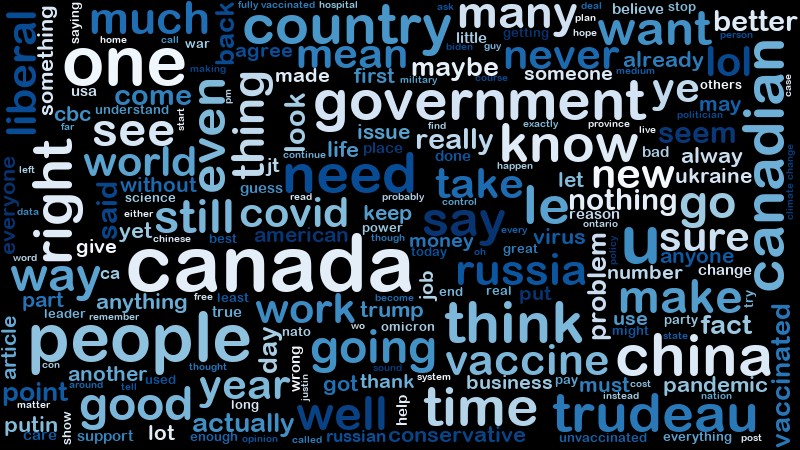 fully vaccinated
hospital
ask
deal
believe
stop
liberal
something
saying
much
home
call
war
back
country
many
plan
hope
want
better
person
one
making
agree
mean
biden
guy
little
getting
never
already
lol
usa
come
made
first
military
maybe
course
someone
medium
ye
others
case
cbc
understand
far
start
pm
even
thing
look
government
may
politician
canadian
see
issue
find
exactly
province
live
seem
right
world
jt
continue
life
place
really
know
bad
alway
everyone
left
without
guess
need
done
happen
new
ukraine
climate change
data
science
read
probably
control
take
let
nothing
said
either
still
covid
keep
le
reason
go
yet
chinese
best
american
power
say
every
ontario
word
give
though
money
virus
u
sure
policy
today
oh
great
anyone
canada
way
ca
job
russia
problem
number
change
part
anything
free
least
work
become
end
real
put
make
try
leader
remember
true
trump
article
people
day
nato
wo
omicron
think
use
party
fact
might
state
con
thought
wrong
going
sound
vaccine
china
vaccinated
another
around
tell
used
year
justin
got
thank
system
business
pay
must
cost
pandemic
point
matter
good
long
well
help
time
instead
nation
trudeau
putin
show
actually
care
support
lot
enough
opinion
called
russian
conservative
unvaccinated
everything
post